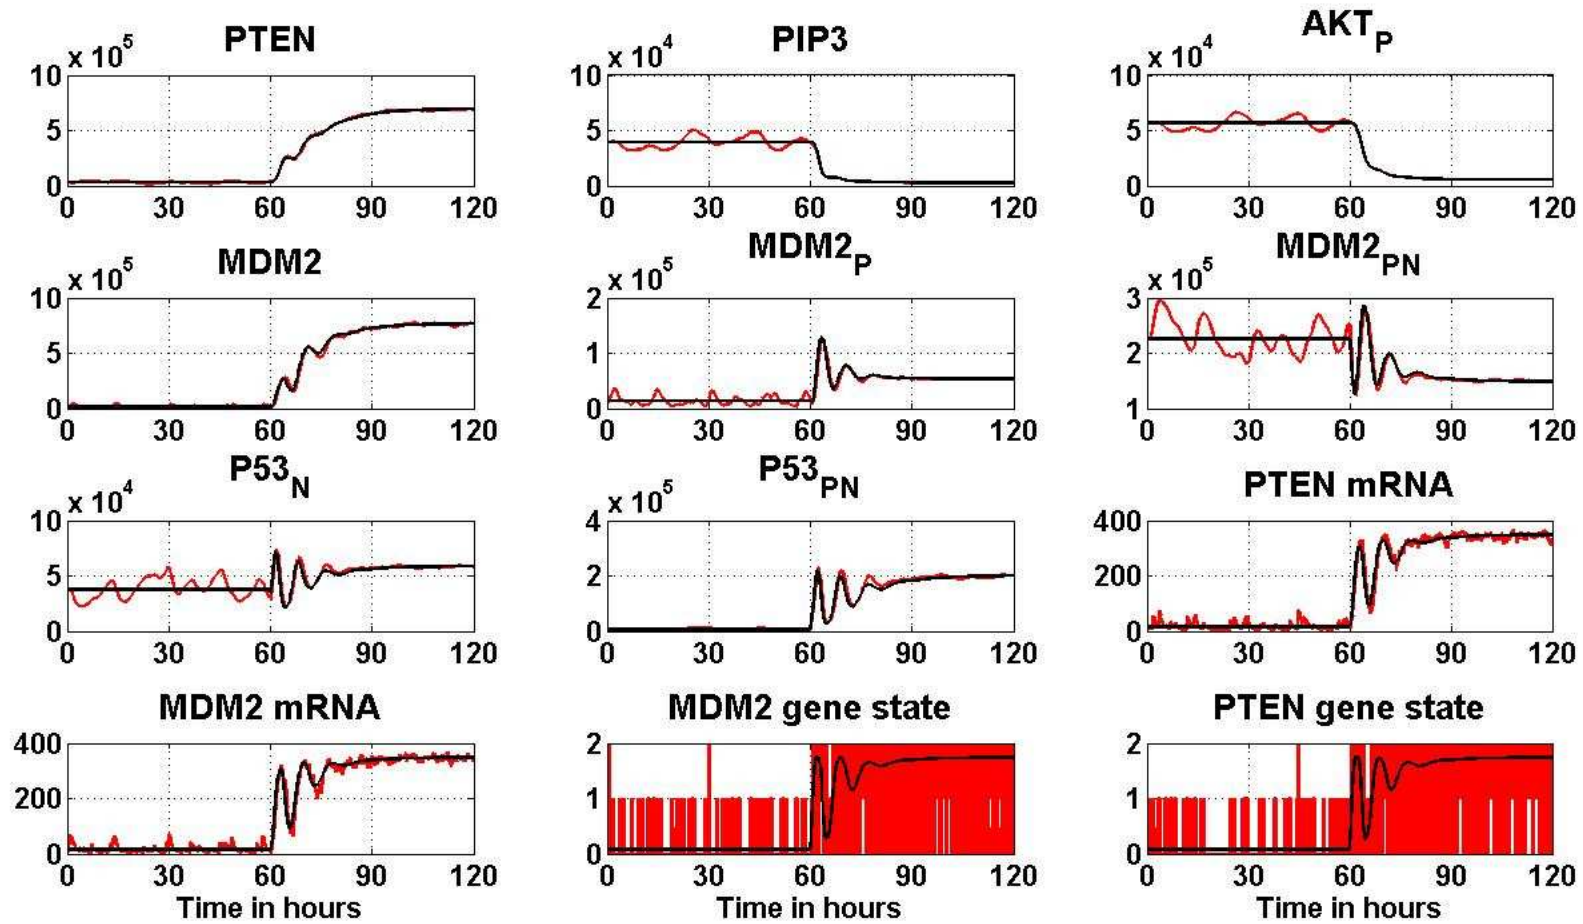 PTEN
x 10^5
10
5
0
0 30 60 90 120
PIP3
x 10^4
10
5
0
0 30 60 90 120
AKT_P
x 10^4
10
5
0
0 30 60 90 120
MDM2
x 10^5
10
5
0
0 30 60 90 120
MDM2_P
x 10^5
2
1
0
0 30 60 90 120
MDM2_PN
x 10^5
3
2
1
0 30 60 90 120
P53_N
x 10^4
10
5
0
0 30 60 90 120
P53_PN
x 10^5
4
2
0
0 30 60 90 120
PTEN mRNA
400
200
0
0 30 60 90 120
MDM2 mRNA
400
200
0
0 30 60 90 120
Time in hours
MDM2 gene state
2
1
0
0 30 60 90 120
Time in hours
PTEN gene state
2
1
0
0 30 60 90 120
Time in hours